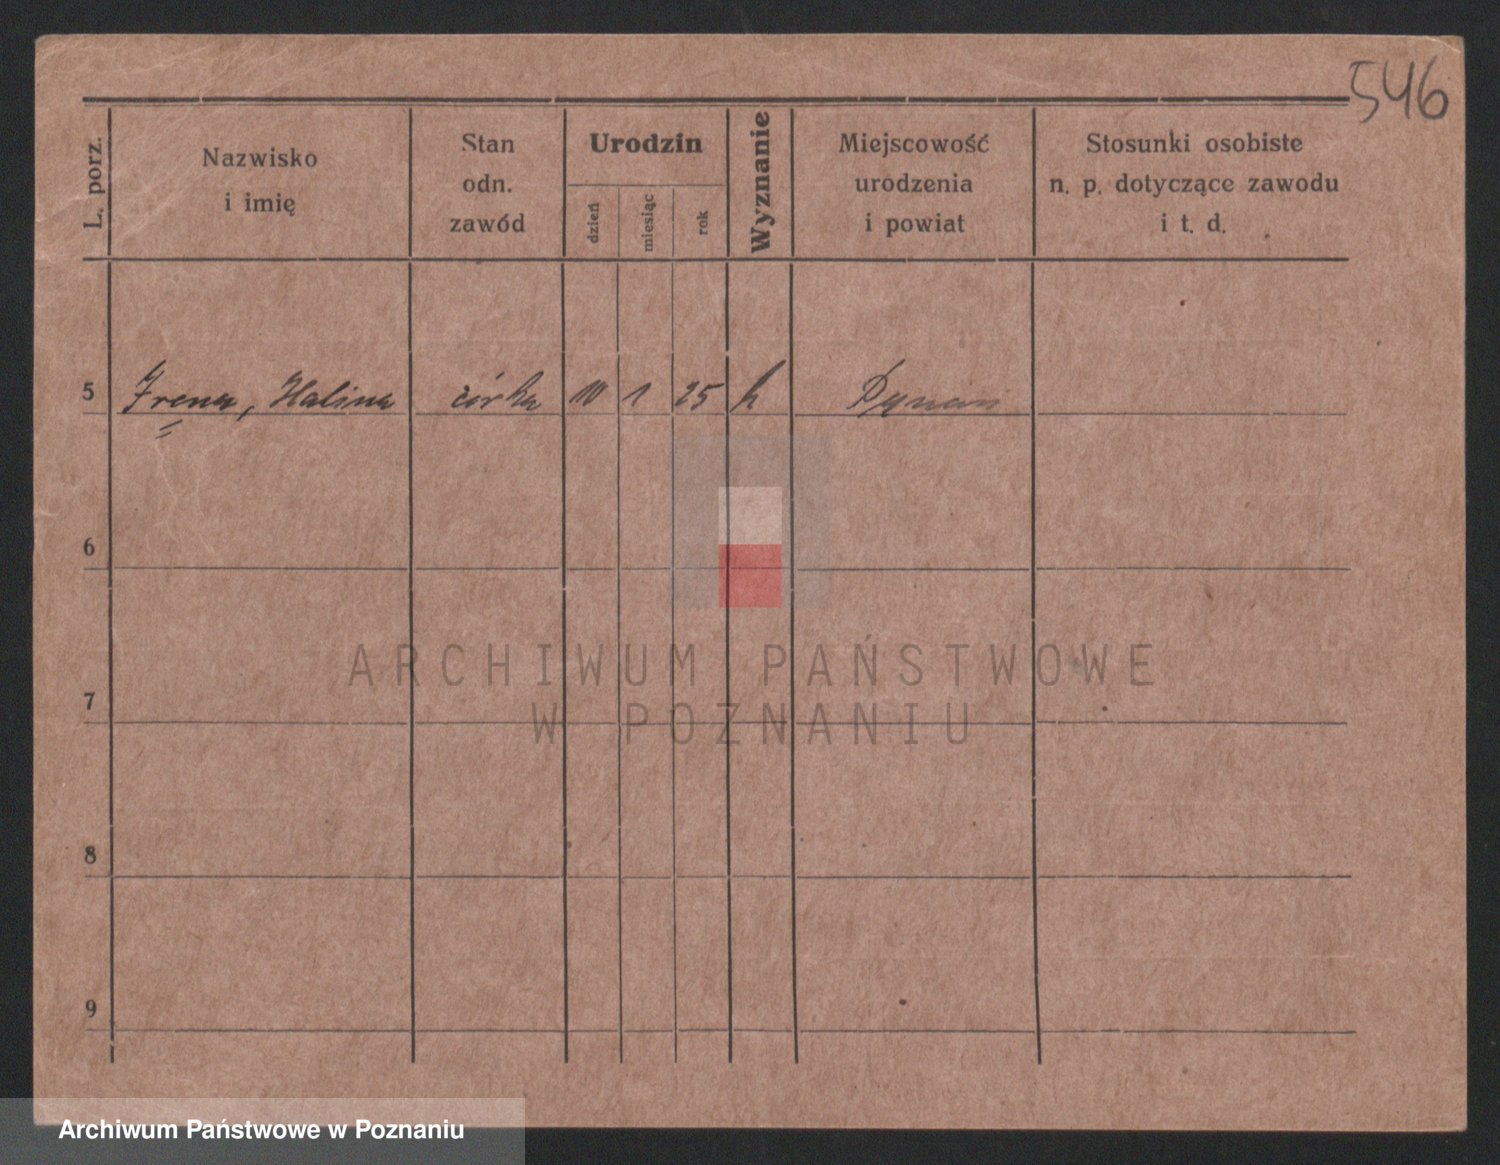 546
L. porz.
Nazwisko
i imię
Stan
odn.
zawód
Urodzin
dzień
miesiąc
rok
Wyznanie
Miejscowość
urodzenia
i powiat
Stosunki osobiste
n. p. dotyczące zawodu
i t. d.
5 Irena, Halina córka 10 1 25 k
6
7
8
9
ARCHIWUM PAŃSTWOWE
W POZNANIU
Archiwum Państwowe w Poznaniu